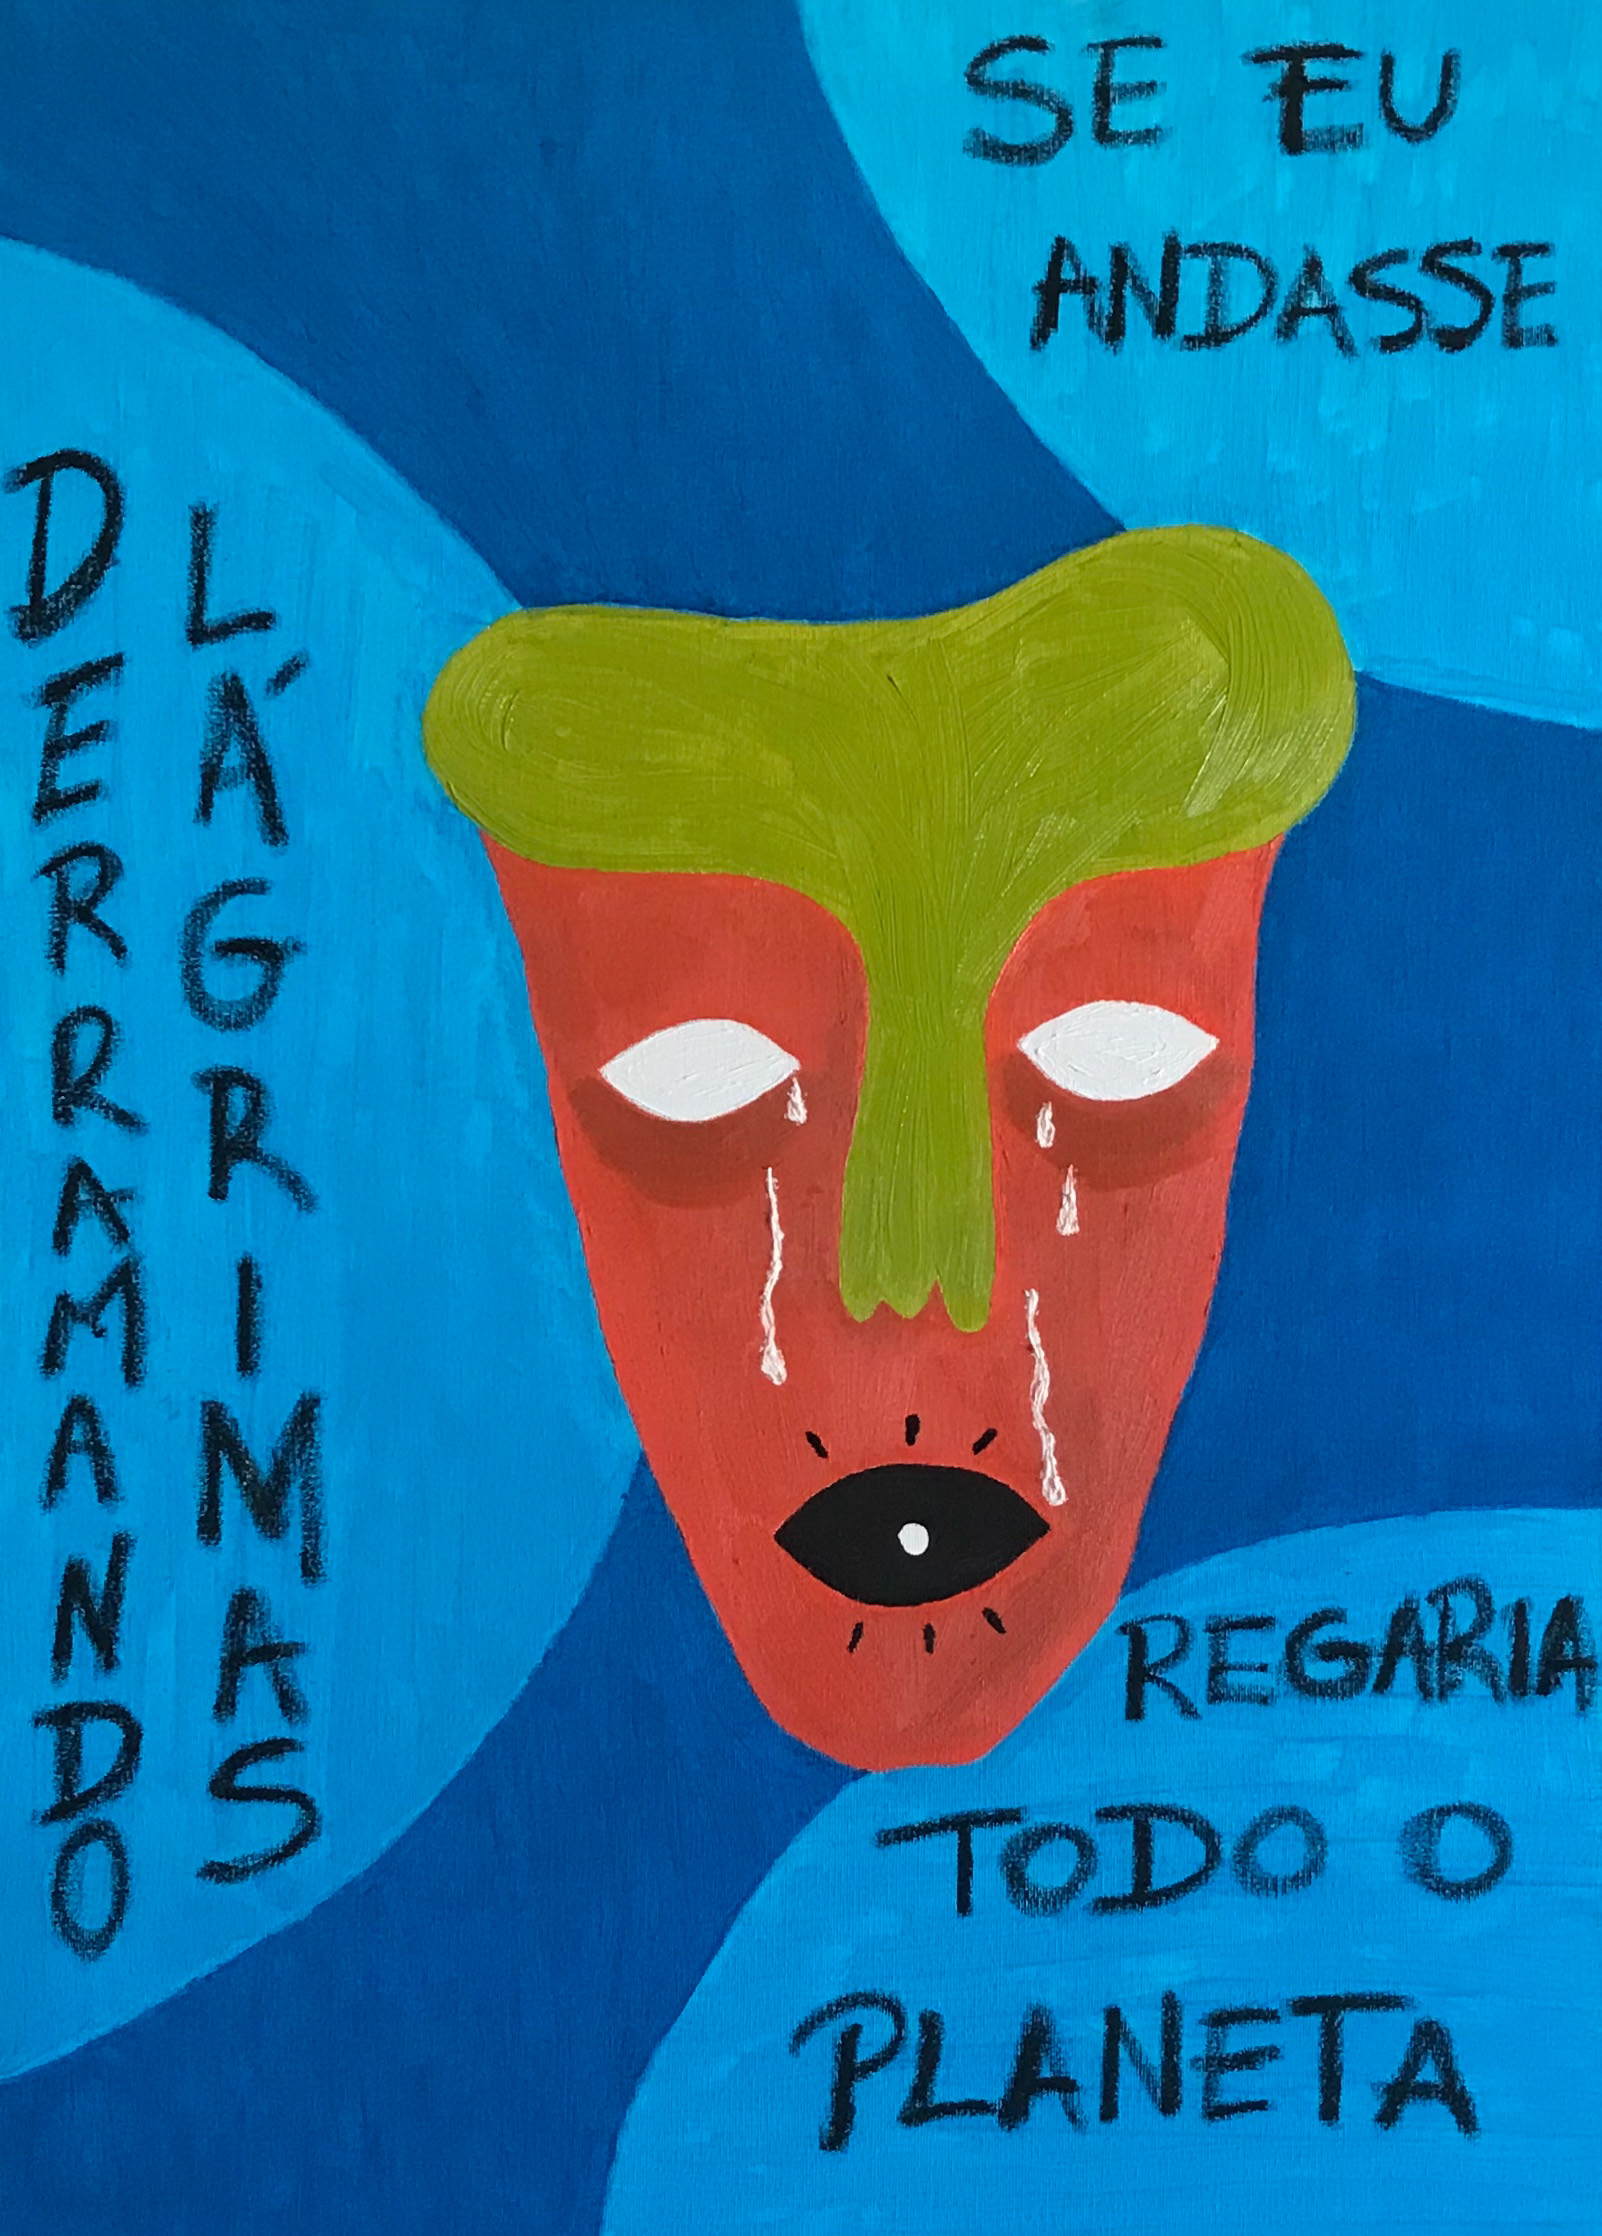 SE EU
ANDASSE
DERRAMANDO
LÁGRIMAS
REGARIA
TODO O
PLANETA